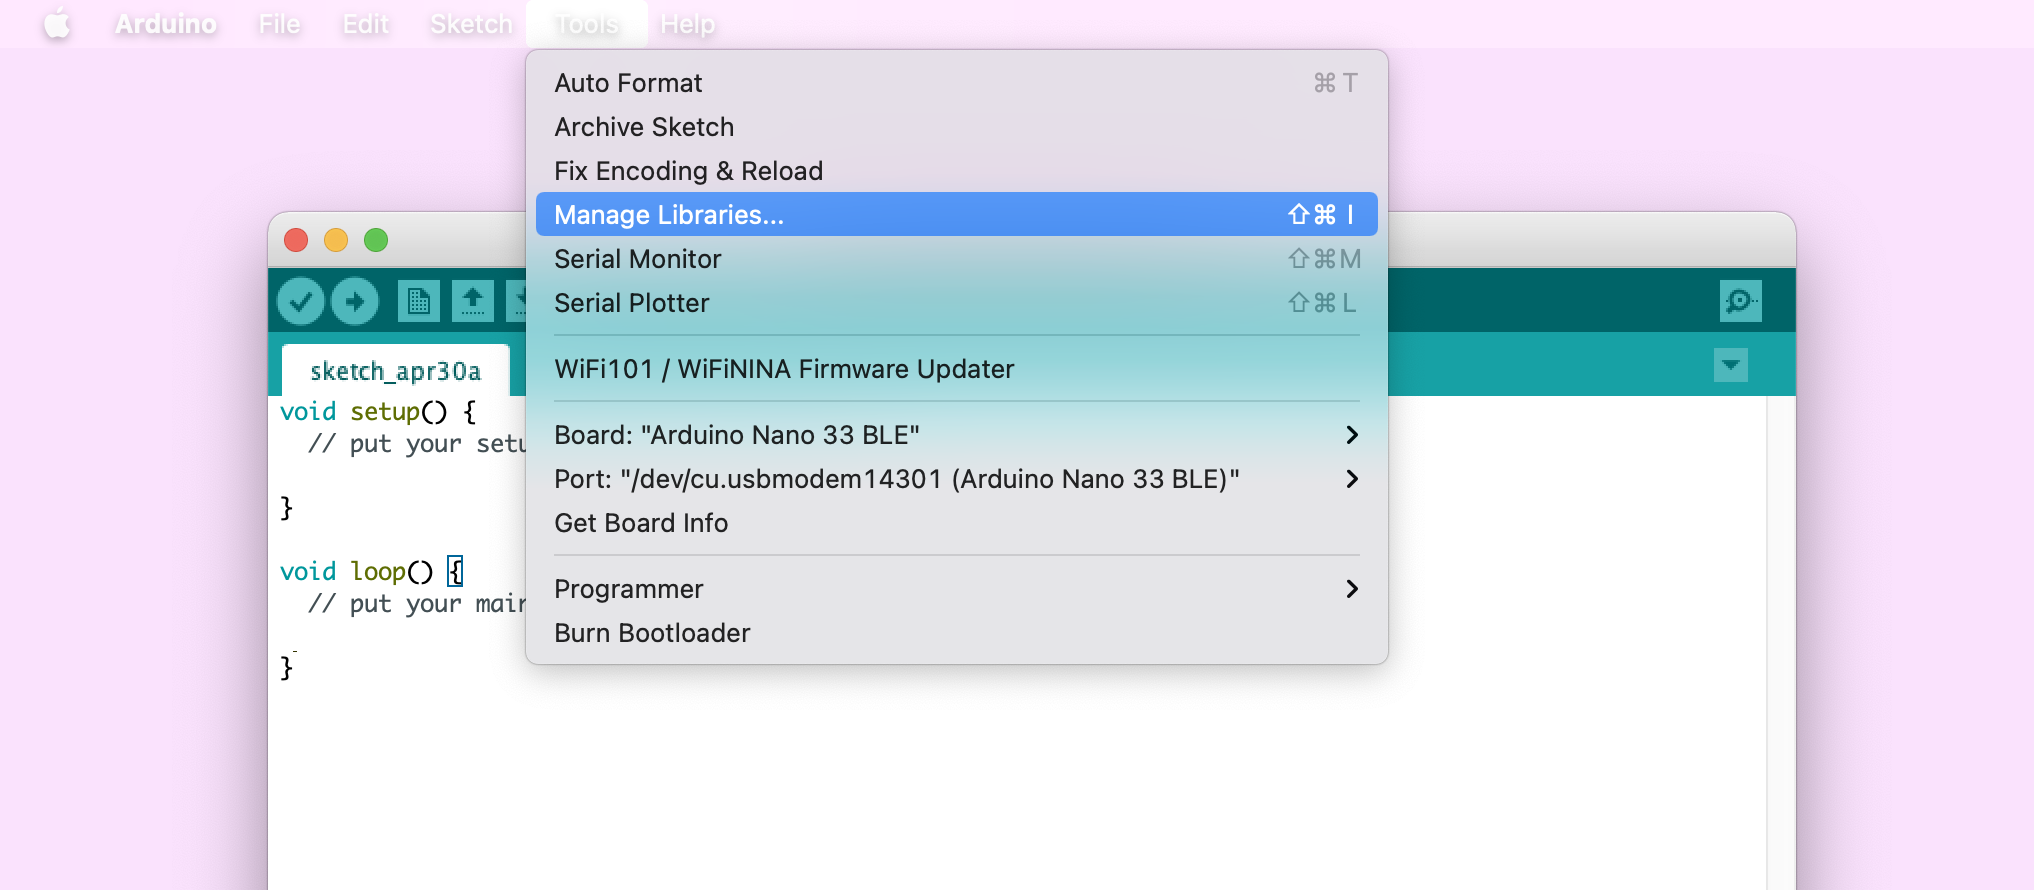 Arduino File Edit Sketch Tools Help
Auto Format ⌘T
Archive Sketch
Fix Encoding & Reload
Manage Libraries... ⇧⌘I
Serial Monitor ⇧⌘M
Serial Plotter ⇧⌘L
WiFi101 / WiFiNINA Firmware Updater
Board: "Arduino Nano 33 BLE"
Port: "/dev/cu.usbmodem14301 (Arduino Nano 33 BLE)"
Get Board Info
Programmer
Burn Bootloader
sketch_apr30a
void setup() {
// put your setu
}
void loop() {
// put your main
}